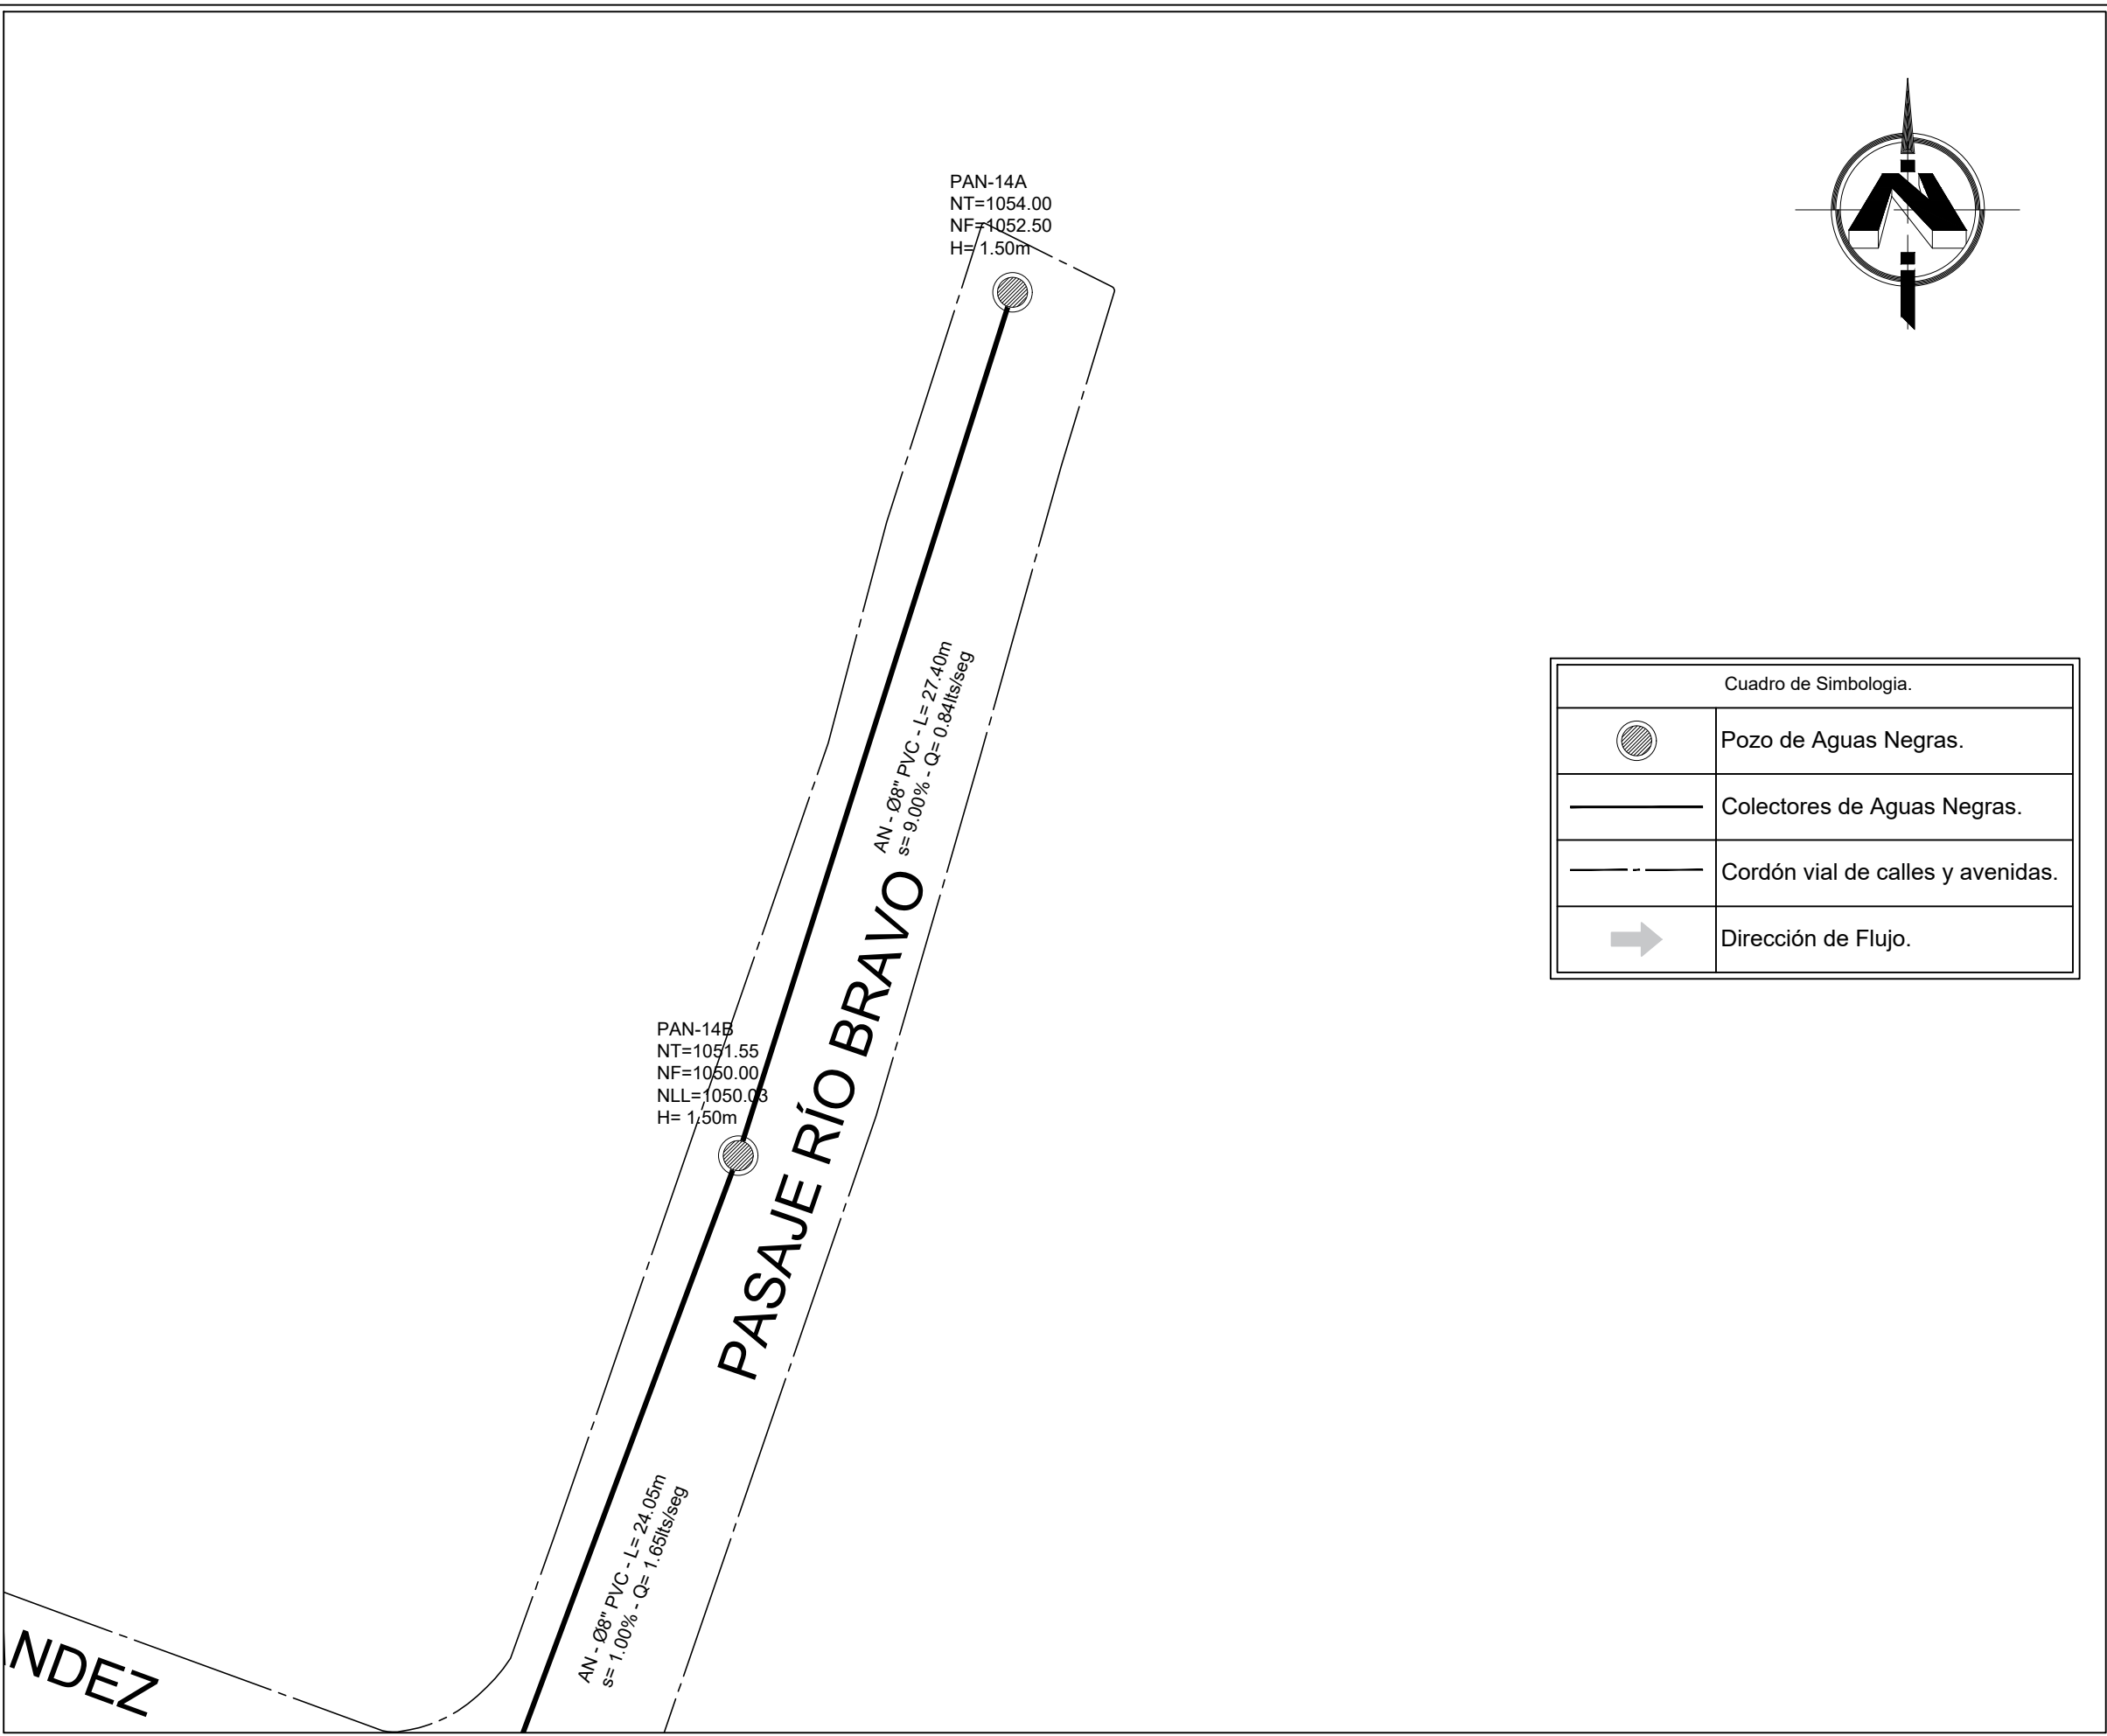 PAN-14A
NT=1054.00
NF=1052.50
H= 1.50m
N
AN - Ø8" PVC - L= 27.40m
s= 9.00% - Q= 0.84lts/seg
Cuadro de Simbologia.
Pozo de Aguas Negras.
Colectores de Aguas Negras.
Cordón vial de calles y avenidas.
Dirección de Flujo.
PASAJE RÍO BRAVO
PAN-14B
NT=1051.55
NF=1050.00
NLL=1050.03
H= 1.50m
AN - Ø8" PVC - L= 24.05m
s= 1.00% - Q= 1.65lts/seg
NDEZ